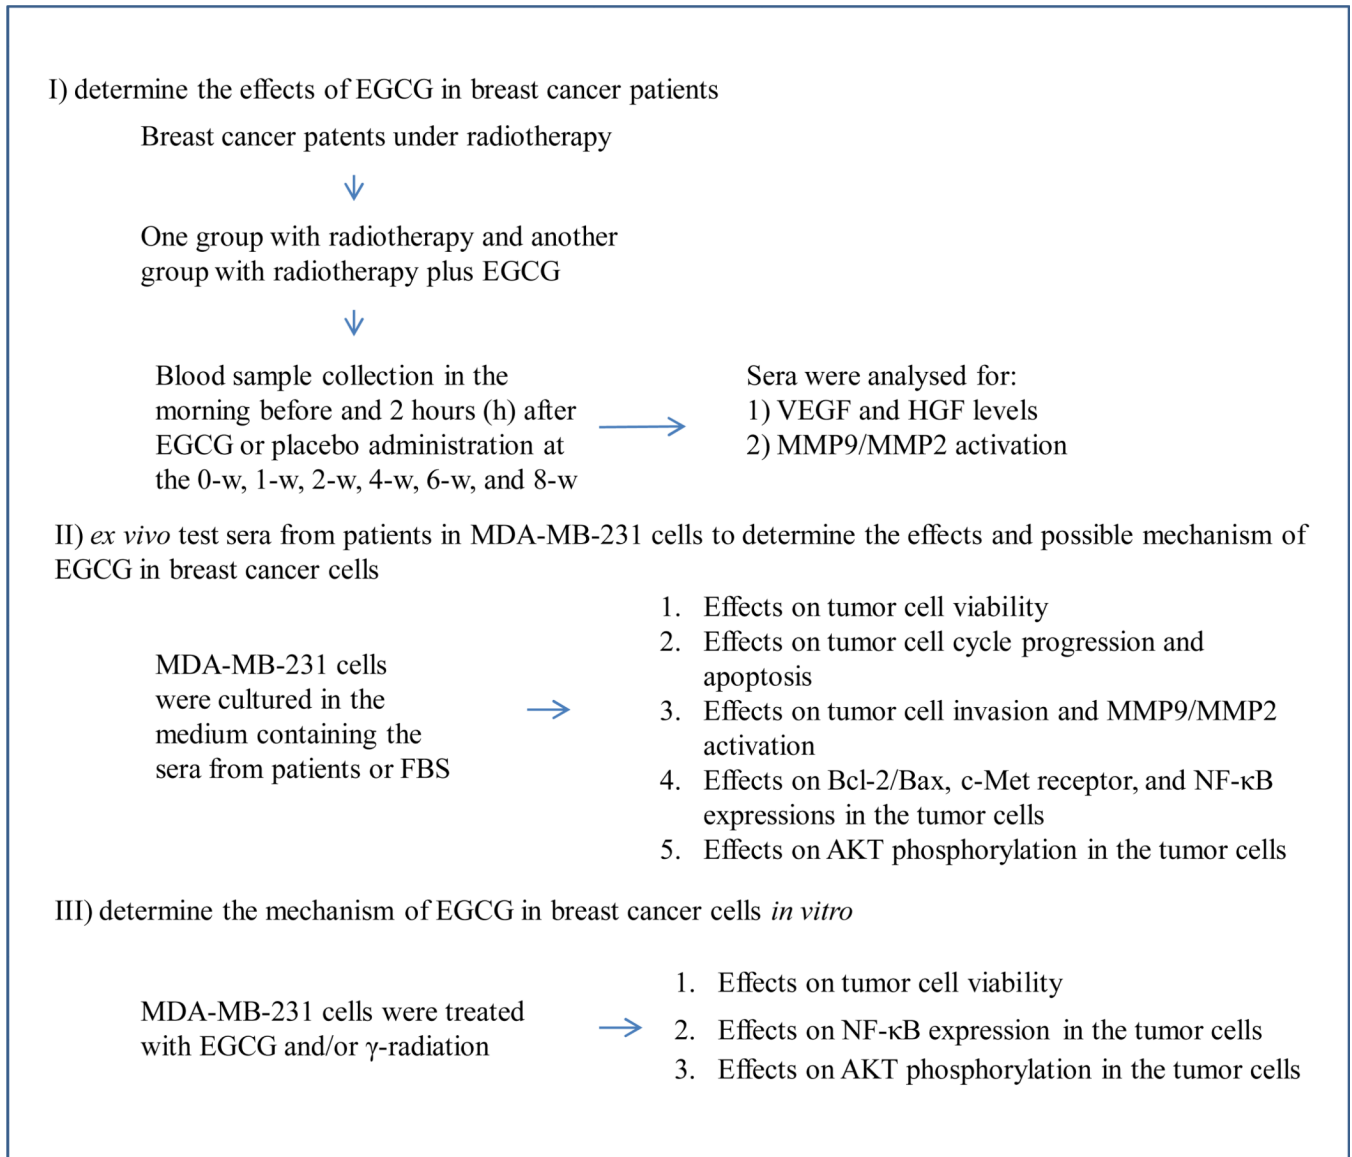 I) determine the effects of EGCG in breast cancer patients
Breast cancer patents under radiotherapy
One group with radiotherapy and another
group with radiotherapy plus EGCG
Blood sample collection in the
morning before and 2 hours (h) after
EGCG or placebo administration at
the 0-w, 1-w, 2-w, 4-w, 6-w, and 8-w
Sera were analysed for:
1) VEGF and HGF levels
2) MMP9/MMP2 activation
II) ex vivo test sera from patients in MDA-MB-231 cells to determine the effects and possible mechanism of
EGCG in breast cancer cells
MDA-MB-231 cells
were cultured in the
medium containing the
sera from patients or FBS
1. Effects on tumor cell viability
2. Effects on tumor cell cycle progression and
apoptosis
3. Effects on tumor cell invasion and MMP9/MMP2
activation
4. Effects on Bcl-2/Bax, c-Met receptor, and NF-κB
expressions in the tumor cells
5. Effects on AKT phosphorylation in the tumor cells
III) determine the mechanism of EGCG in breast cancer cells in vitro
MDA-MB-231 cells were treated
with EGCG and/or γ-radiation
1. Effects on tumor cell viability
2. Effects on NF-κB expression in the tumor cells
3. Effects on AKT phosphorylation in the tumor cells